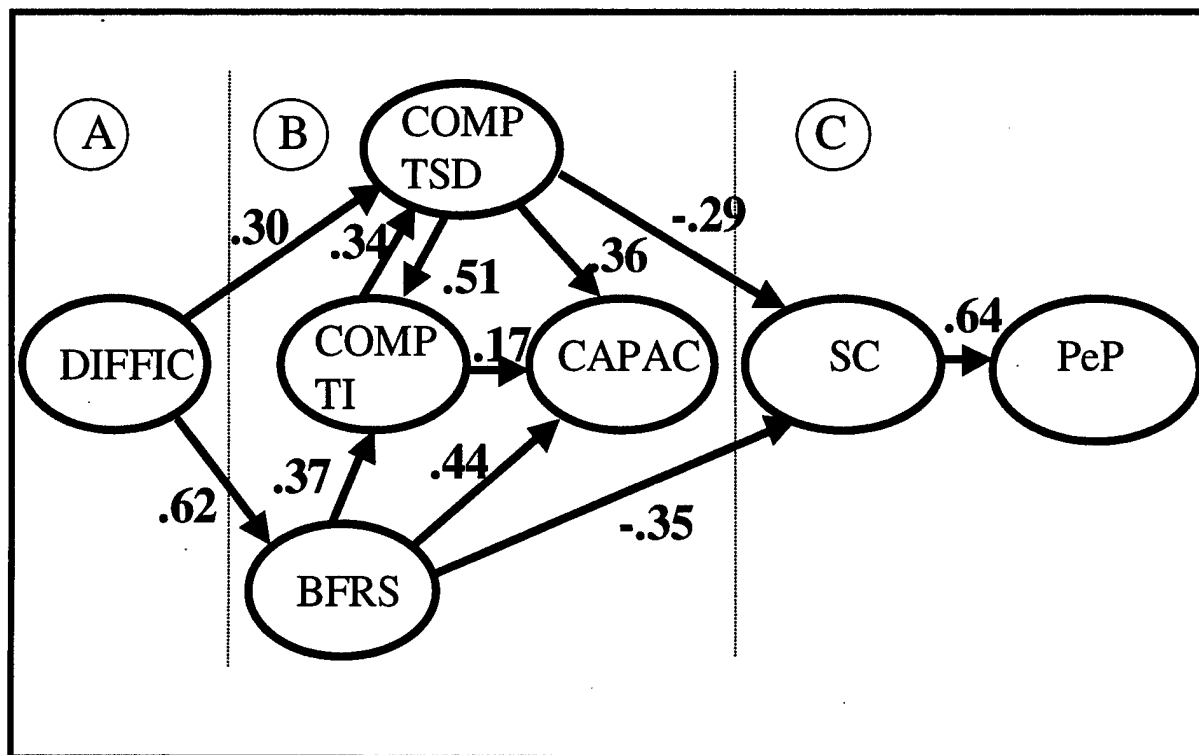 A
B
C
COMP
TSD
.30
.34
.51
.36
-.29
DIFFIC
COMP
TI
.17
CAPAC
SC
.64
PeP
.62
.37
.44
-.35
BFRS